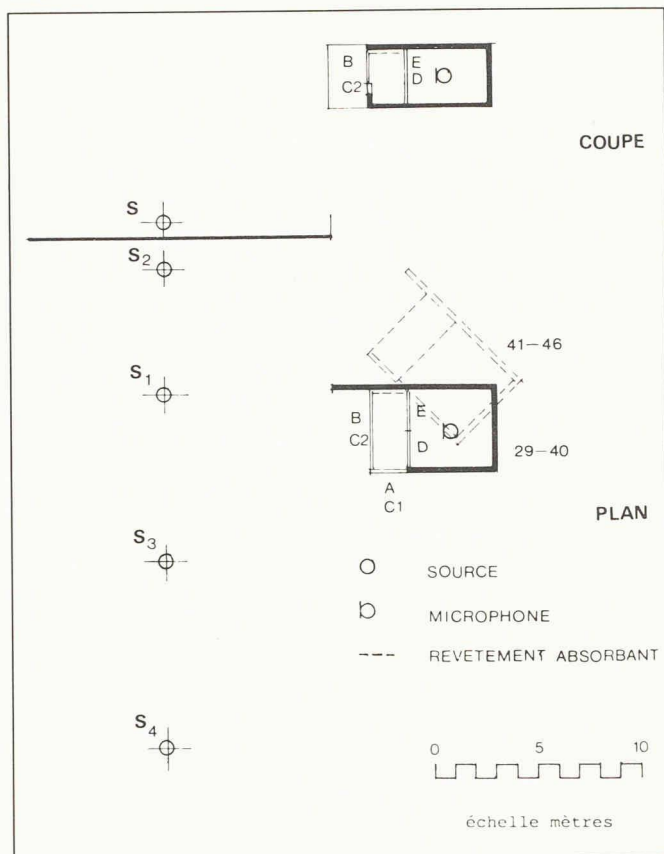 B E
C2 D
COUPE
S
S2
S1
41–46
B E
C2 D
29–40
A
C1
PLAN
S3
SOURCE
MICROPHONE
REVETEMENT ABSORBANT
S4
0 5 10
échelle mètres